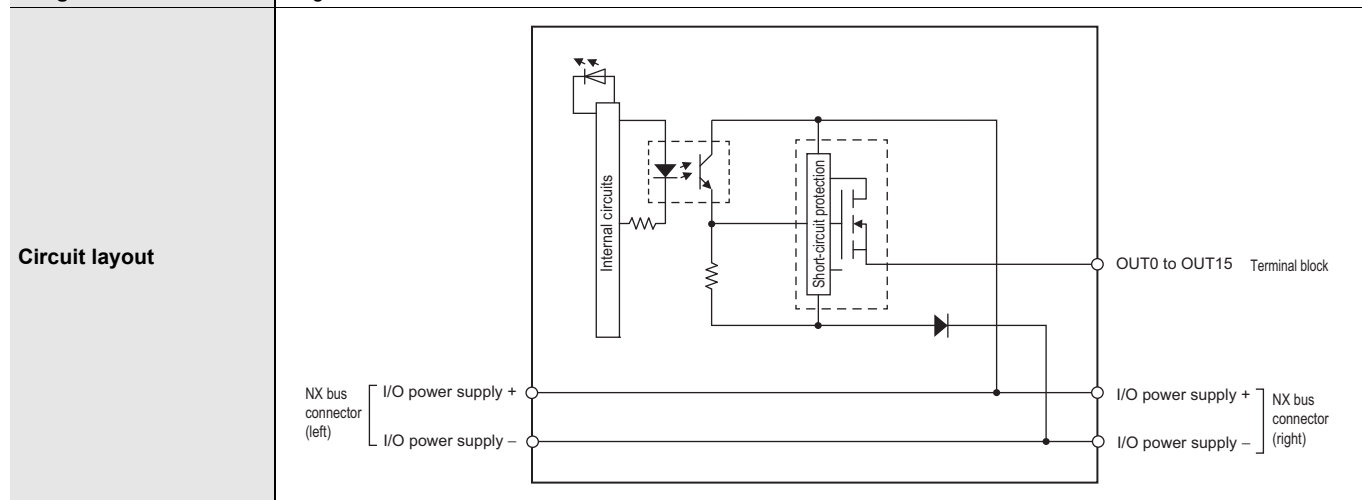 Circuit layout
Internal circuits
Short-circuit protection
OUT0 to OUT15 Terminal block
NX bus
connector
(left)
I/O power supply +
I/O power supply –
I/O power supply +
I/O power supply –
NX bus
connector
(right)